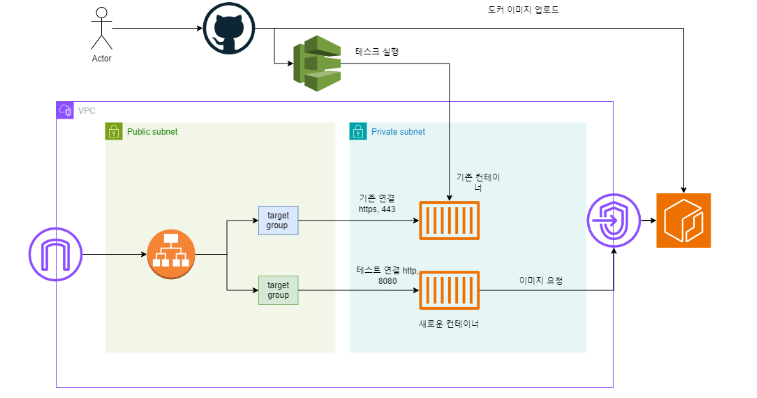 도커 이미지 업로드
Actor
테스크 실행
VPC
Public subnet
Private subnet
기존 컨테이
너
기존 연결
https, 443
target
group
테스트 연결 http,
8080
target
group
이미지 요청
새로운 컨테이너